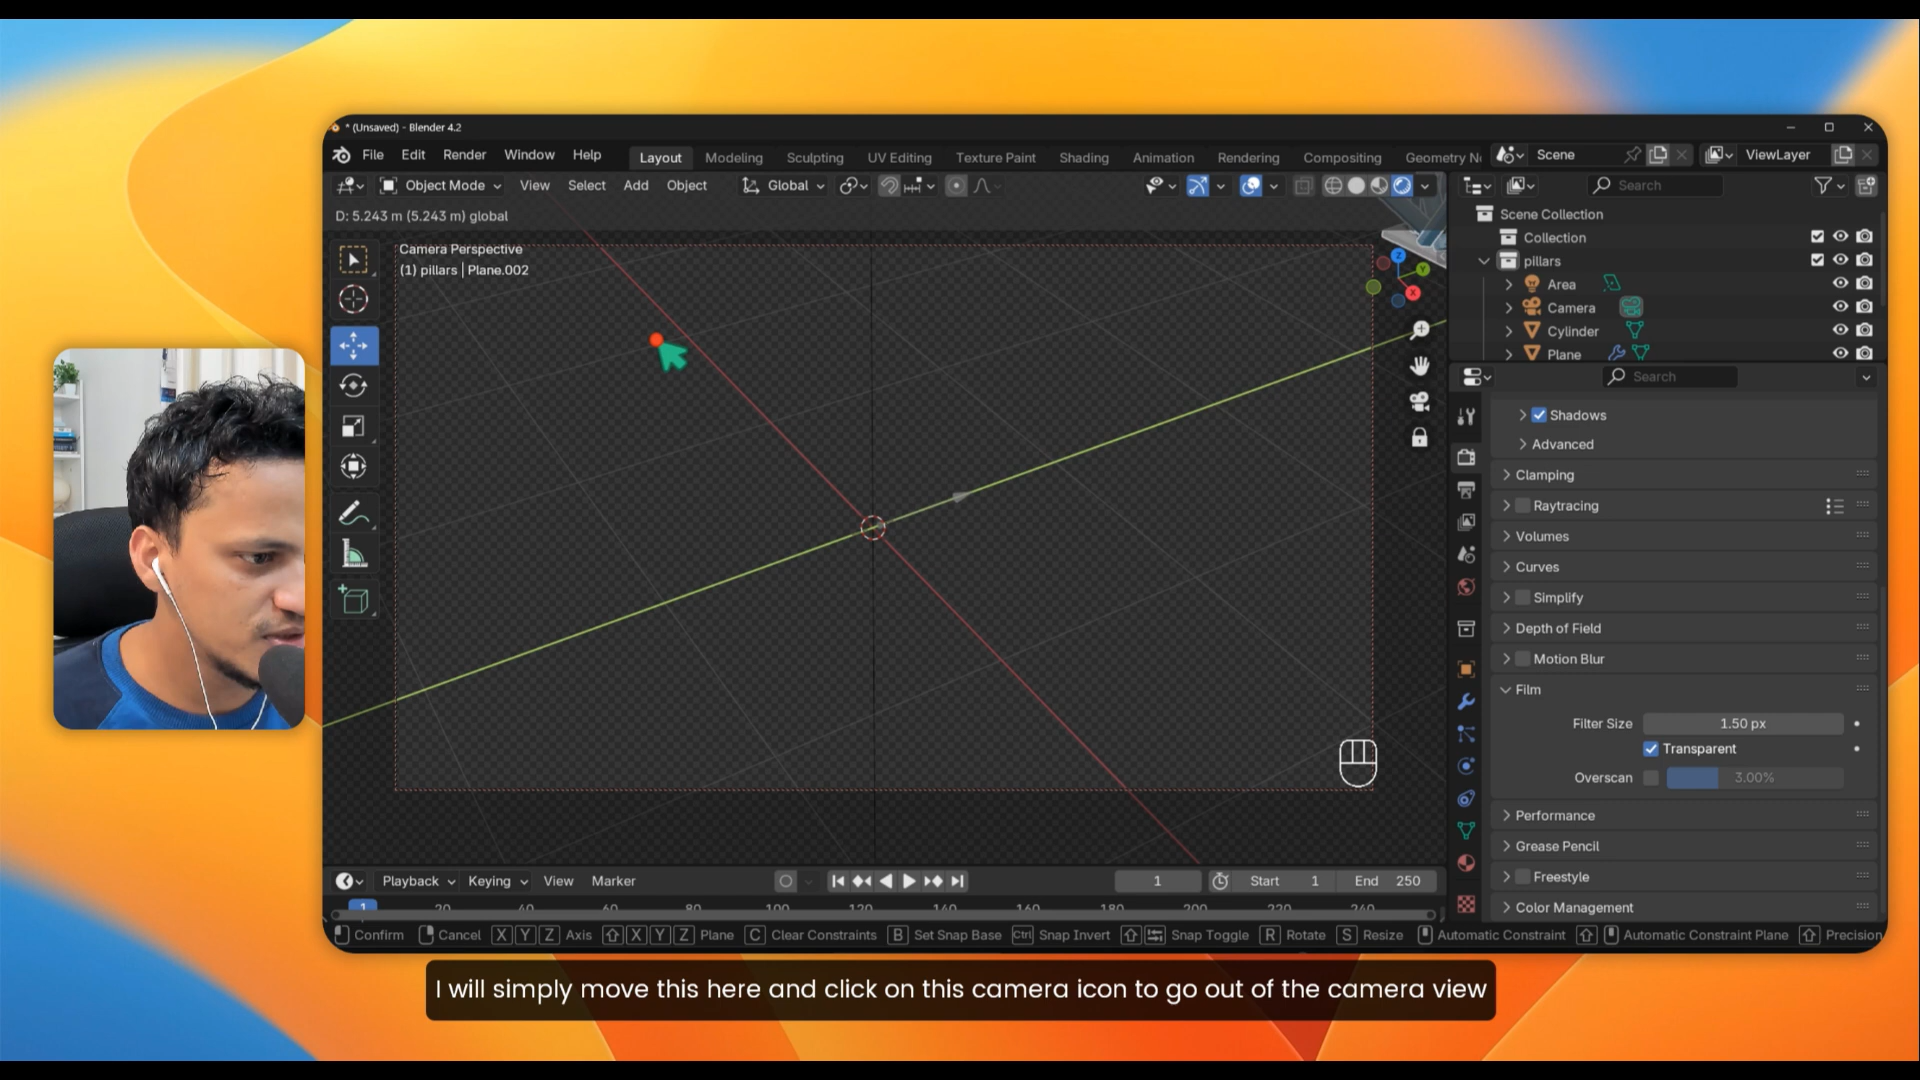 * (Unsaved) - Blender 4.2
File Edit Render Window Help Layout Modeling Sculpting UV Editing Texture Paint Shading Animation Rendering Compositing Geometry No Scene ViewLayer
Object Mode View Select Add Object Global Search
D: 5.243 m (5.243 m) global
Camera Perspective
(1) pillars | Plane.002
Z
Y
X
Scene Collection
Collection
pillars
Area
Camera
Cylinder
Plane
Search
Shadows
Advanced
Clamping
Raytracing
Volumes
Curves
Simplify
Depth of Field
Motion Blur
Film
Filter Size 1.50 px
Transparent
Overscan 3.00%
Performance
Grease Pencil
Freestyle
Color Management
Playback Keying View Marker 1 Start 1 End 250
1 20 40 60 80 100 120 140 160 180 200 220 240
Confirm Cancel X Y Z Axis X Y Z Plane C Clear Constraints B Set Snap Base Ctrl Snap Invert Snap Toggle R Rotate S Resize Automatic Constraint Automatic Constraint Plane Precision
I will simply move this here and click on this camera icon to go out of the camera view